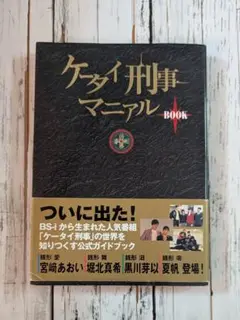 ケータイ刑事
マニアル
BOOK
ついに出た!
BS-iから生まれた人気番組
「ケータイ刑事」の世界を
知りつくす公式ガイドブック
銭形 愛 銭形 舞 銭形 泪 銭形 零
宮﨑あおい 堀北真希 黒川芽以 夏帆 登場!